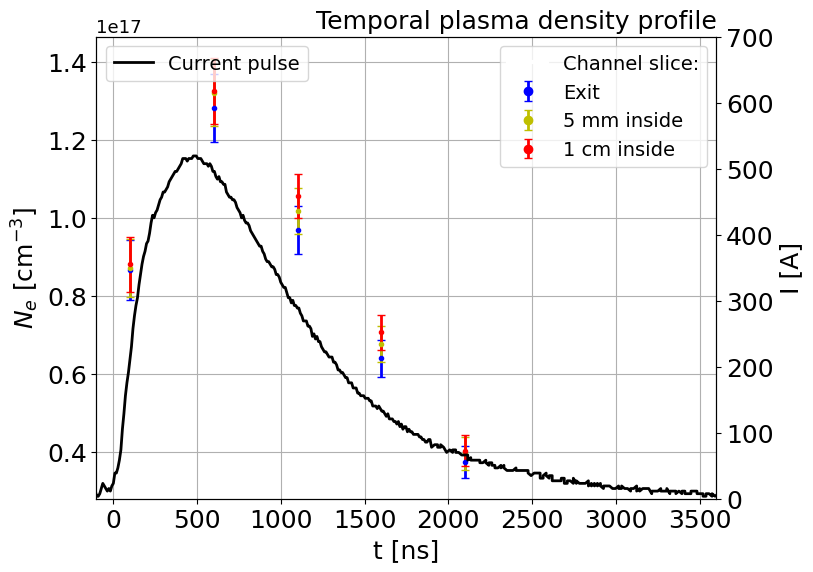 Temporal plasma density profile
1e17
Current pulse
Channel slice:
Exit
5 mm inside
1 cm inside
1.4
1.2
1.0
0.8
0.6
0.4
N_e [cm^{-3}]
700
600
500
400
300
200
100
0
I [A]
0 500 1000 1500 2000 2500 3000 3500
t [ns]